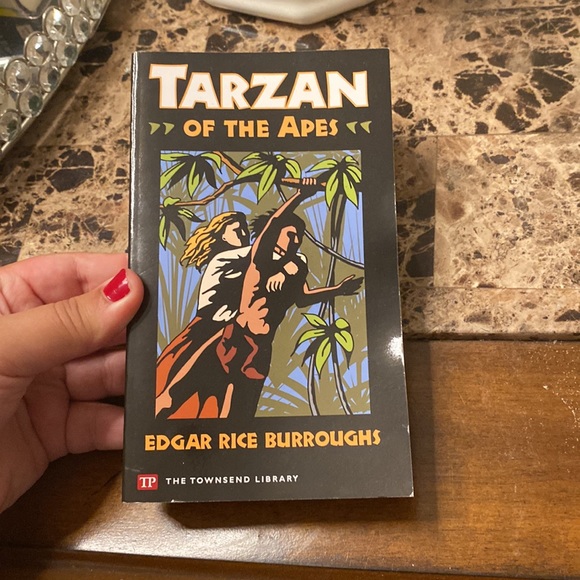 TARZAN
OF THE APES
EDGAR RICE BURROUGHS
TP THE TOWNSEND LIBRARY